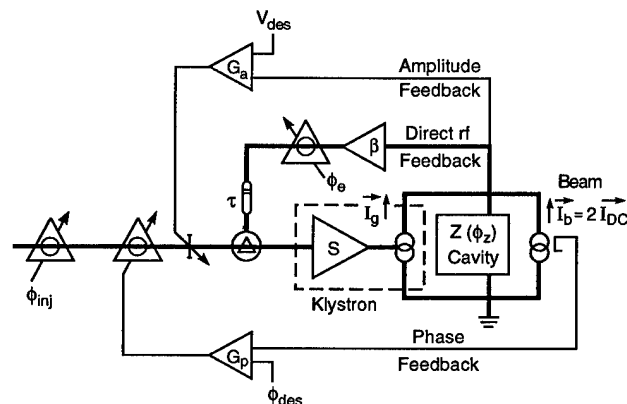 V_des
G_a
Amplitude
Feedback
β
Direct rf
Feedback
ϕ_e
τ
I_g
Beam
I_b = 2 I_DC
Δ
S
Z (ϕ_z)
Cavity
Klystron
ϕ_inj
Phase
Feedback
G_p
ϕ_des